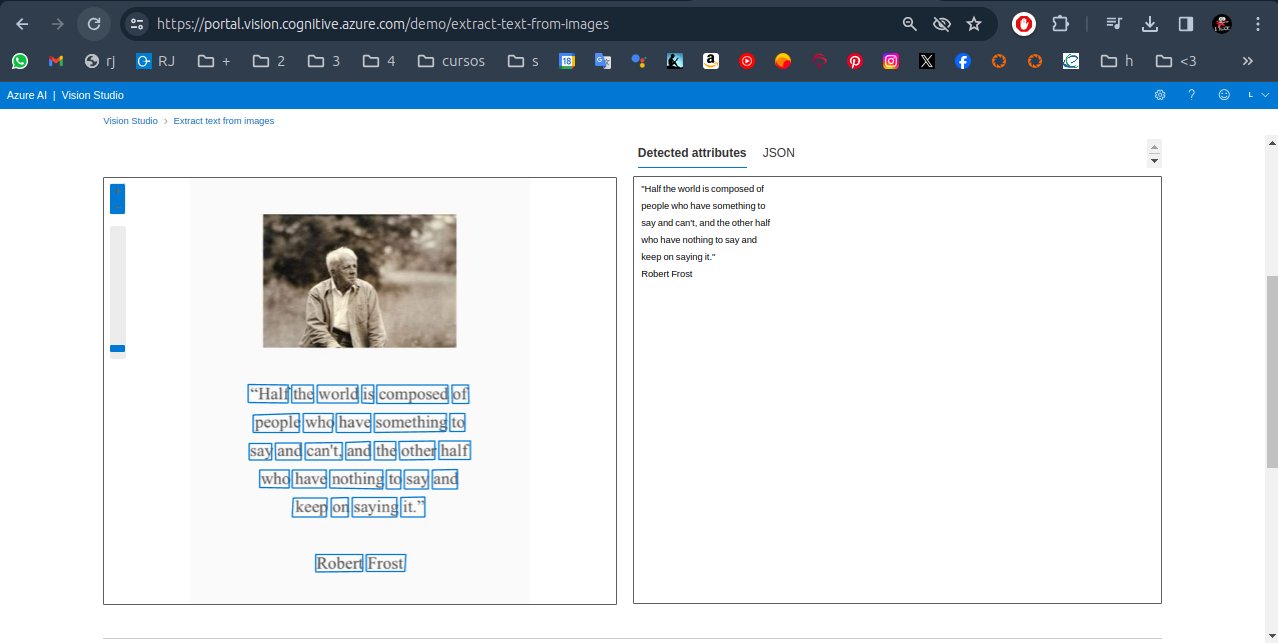 https://portal.vision.cognitive.azure.com/demo/extract-text-from-images
rj
RJ
+
2
3
4
cursos
s
18
h
<3
»
Azure AI | Vision Studio
?
L
Vision Studio > Extract text from images
Detected attributes
JSON
“Half the world is composed of
people who have something to
say and can't, and the other half
who have nothing to say and
keep on saying it.”
Robert Frost
"Half the world is composed of
people who have something to
say and can't, and the other half
who have nothing to say and
keep on saying it."
Robert Frost